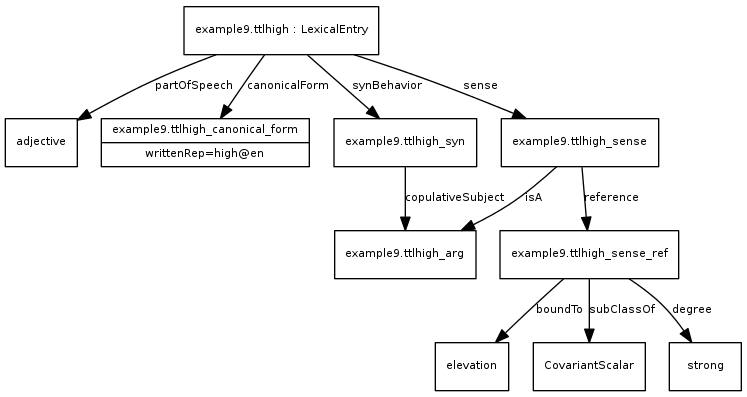 example9.ttlhigh : LexicalEntry
partOfSpeech
canonicalForm
synBehavior
sense
adjective
example9.ttlhigh_canonical_form
writtenRep=high@en
example9.ttlhigh_syn
example9.ttlhigh_sense
copulativeSubject
isA
reference
example9.ttlhigh_arg
example9.ttlhigh_sense_ref
boundTo
subClassOf
degree
elevation
CovariantScalar
strong